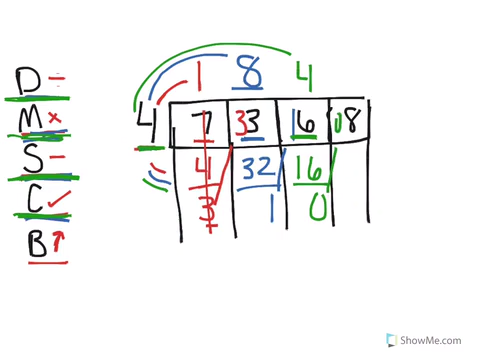 1 8 4
D ÷
M × 4 7 33 16 08
S − 4 32 16
C ✓ 3 1 0
B ↑
ShowMe.com